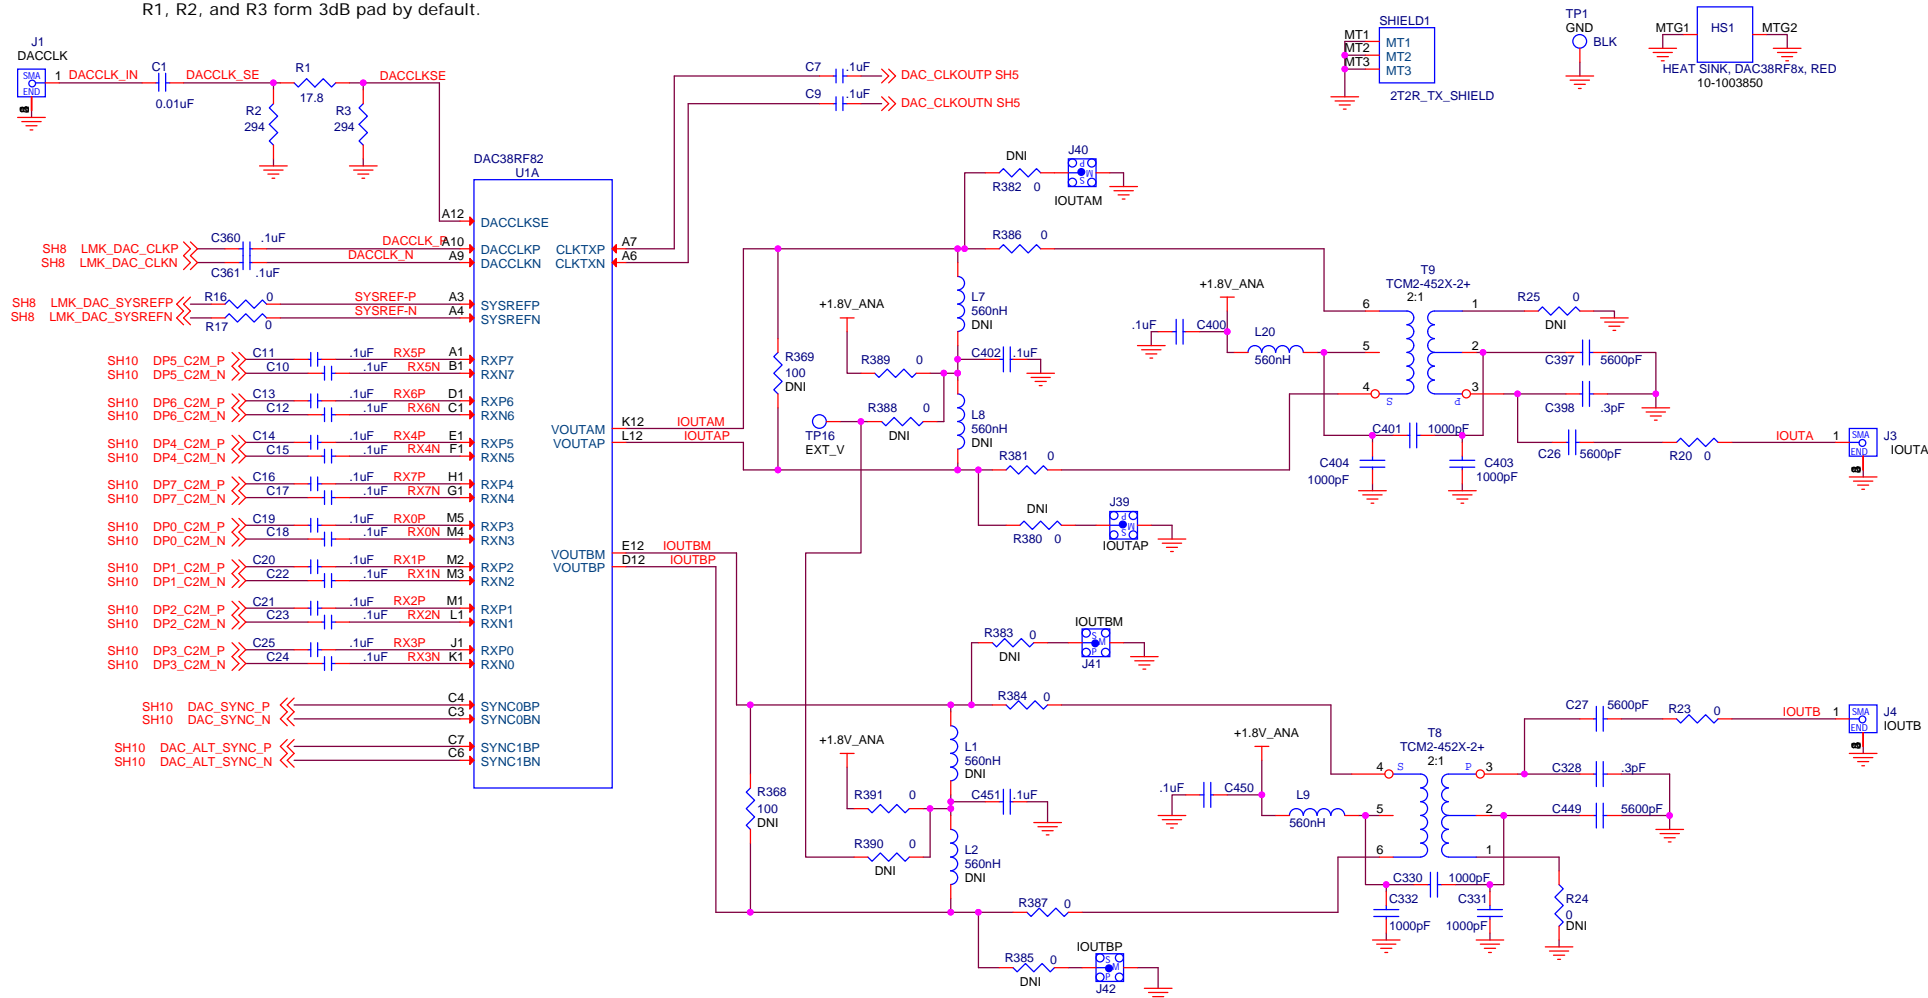 R1, R2, and R3 form 3dB pad by default.
J1
DACCLK
SMA
END
1
DACCLK_IN
C1
0.01uF
DACCLK_SE
R1
17.8
DACCLKSE
R2
294
R3
294
C7
.1uF
DAC_CLKOUTP SH5
C9
.1uF
DAC_CLKOUTN SH5
SHIELD1
MT1
MT2
MT3
MT1
MT2
MT3
2T2R_TX_SHIELD
TP1
GND
BLK
MTG1
HS1
MTG2
HEAT SINK, DAC38RF8x, RED
10-1003850
DAC38RF82
U1A
A12
DACCLKSE
SH8 LMK_DAC_CLKP
C360
.1uF
DACCLK_P
A10
DACCLKP
SH8 LMK_DAC_CLKN
C361
.1uF
DACCLK_N
A9
DACCLKN
CLKTXP
A7
CLKTXN
A6
SH8 LMK_DAC_SYSREFP
R16
0
SYSREF-P
A3
SYSREFP
SH8 LMK_DAC_SYSREFN
R17
0
SYSREF-N
A4
SYSREFN
SH10 DP5_C2M_P
C11
.1uF
RX5P
A1
RXP7
SH10 DP5_C2M_N
C10
.1uF
RX5N
B1
RXN7
SH10 DP6_C2M_P
C13
.1uF
RX6P
D1
RXP6
SH10 DP6_C2M_N
C12
.1uF
RX6N
C1
RXN6
SH10 DP4_C2M_P
C14
.1uF
RX4P
E1
RXP5
SH10 DP4_C2M_N
C15
.1uF
RX4N
F1
RXN5
SH10 DP7_C2M_P
C16
.1uF
RX7P
H1
RXP4
SH10 DP7_C2M_N
C17
.1uF
RX7N
G1
RXN4
SH10 DP0_C2M_P
C19
.1uF
RX0P
M5
RXP3
SH10 DP0_C2M_N
C18
.1uF
RX0N
M4
RXN3
SH10 DP1_C2M_P
C20
.1uF
RX1P
M2
RXP2
SH10 DP1_C2M_N
C22
.1uF
RX1N
M3
RXN2
SH10 DP2_C2M_P
C21
.1uF
RX2P
M1
RXP1
SH10 DP2_C2M_N
C23
.1uF
RX2N
L1
RXN1
SH10 DP3_C2M_P
C25
.1uF
RX3P
J1
RXP0
SH10 DP3_C2M_N
C24
.1uF
RX3N
K1
RXN0
SH10 DAC_SYNC_P
C4
SYNC0BP
SH10 DAC_SYNC_N
C3
SYNC0BN
SH10 DAC_ALT_SYNC_P
C7
SYNC1BP
SH10 DAC_ALT_SYNC_N
C6
SYNC1BN
VOUTAM
K12
IOUTAM
VOUTAP
L12
IOUTAP
VOUTBM
E12
IOUTBM
VOUTBP
D12
IOUTBP
DNI
R382 0
J40
P
M
S
IOUTAM
R386 0
L7
560nH
DNI
+1.8V_ANA
R389 0
C402
.1uF
R369
100
DNI
R388 0
DNI
TP16
EXT_V
L8
560nH
DNI
R381 0
DNI
R380 0
J39
P
M
S
IOUTAP
+1.8V_ANA
.1uF
C400
L20
560nH
T9
TCM2-452X-2+
2:1
6
5
4
1
2
3
S
P
R25 0
DNI
C397
5600pF
C398
.3pF
C401
1000pF
C404
1000pF
C403
1000pF
C26
5600pF
R20 0
IOUTA
1
SMA
END
J3
IOUTA
R383 0
DNI
IOUTBM
S
M
P
J41
R384 0
+1.8V_ANA
L1
560nH
DNI
R391 0
C451
.1uF
R368
100
DNI
R390 0
DNI
L2
560nH
DNI
R387 0
R385 0
DNI
IOUTBP
S
M
P
J42
+1.8V_ANA
.1uF
C450
L9
560nH
T8
TCM2-452X-2+
2:1
4
5
6
S
P
3
2
1
C27
5600pF
R23 0
IOUTB
1
SMA
END
J4
IOUTB
C328
.3pF
C449
5600pF
C330
1000pF
C332
1000pF
C331
1000pF
R24
0
DNI